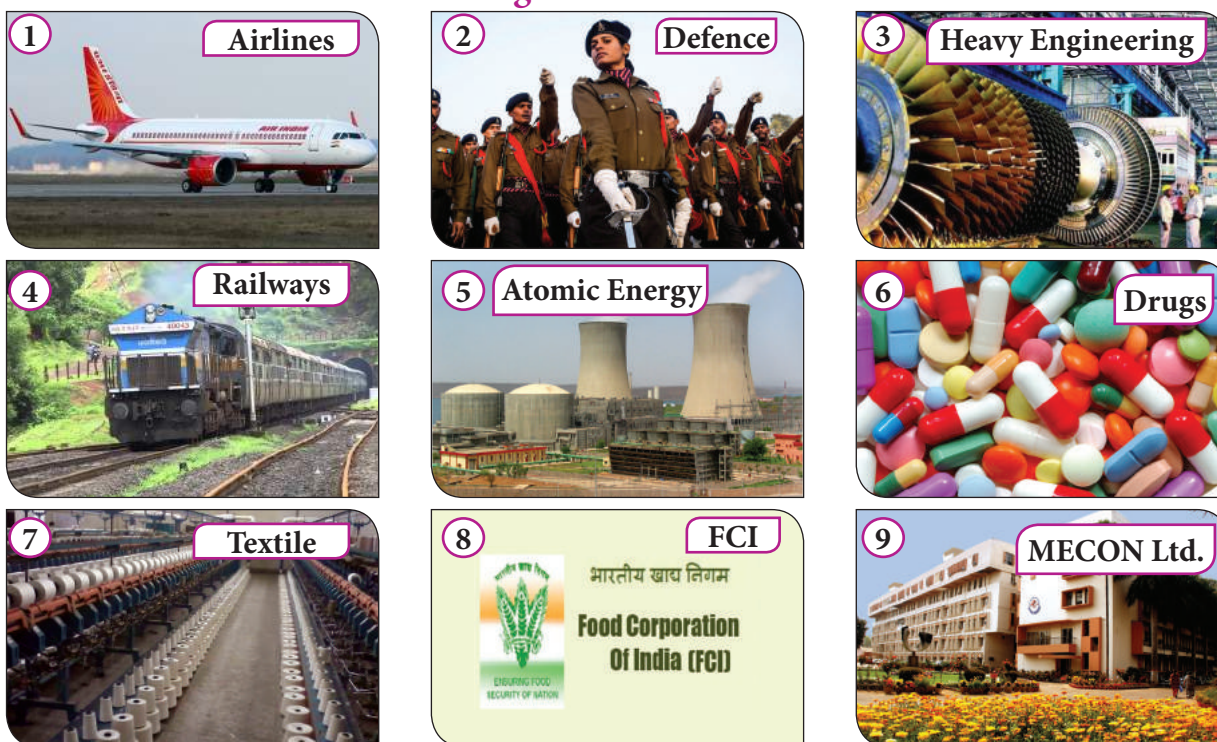 1
Airlines
AIR INDIA
2
Defence
3
Heavy Engineering
4
Railways
40043
5
Atomic Energy
6
Drugs
7
Textile
8
FCI
भारतीय खाद्य निगम
Food Corporation
Of India (FCI)
ENSURING FOOD
SECURITY OF NATION
9
MECON Ltd.